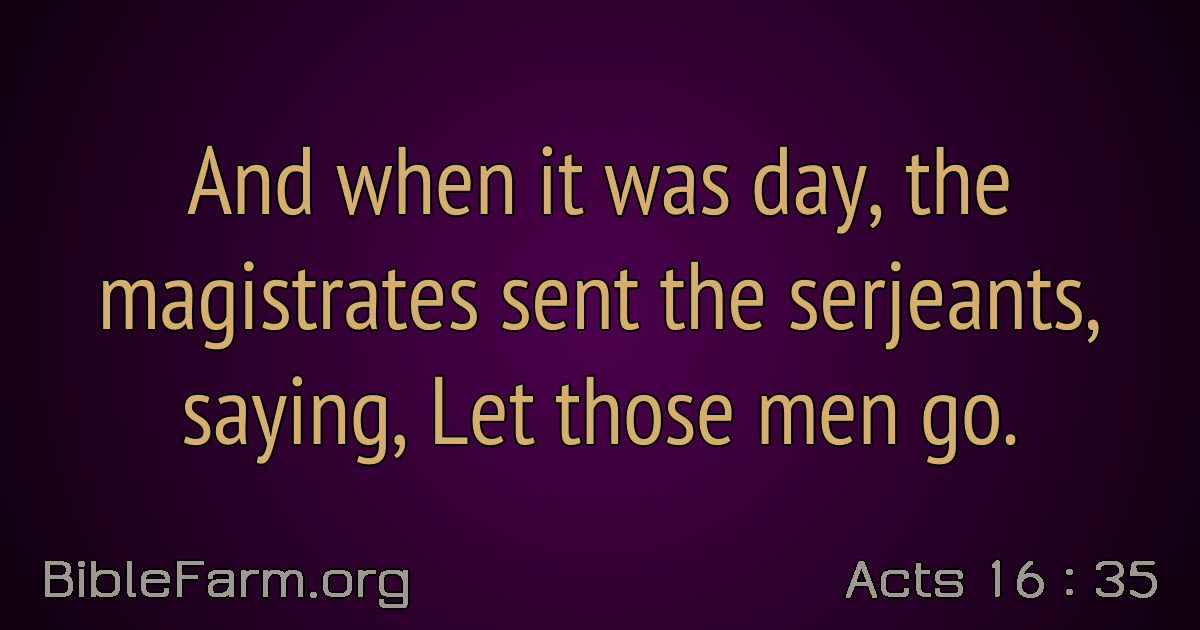 And when it was day, the
magistrates sent the serjeants,
saying, Let those men go.
BibleFarm.org
Acts 16 : 35